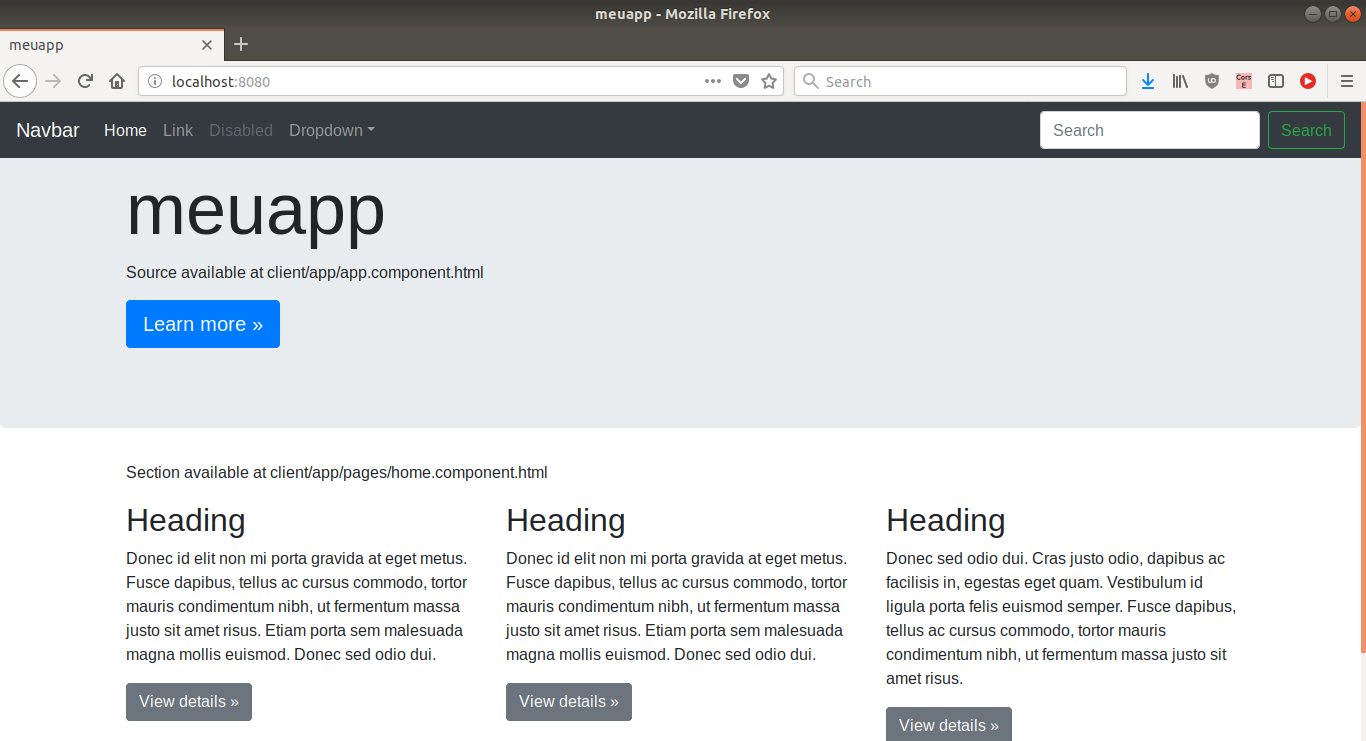 meuapp - Mozilla Firefox
meuapp
localhost:8080
Search
Cors E
Navbar Home Link Disabled Dropdown Search Search
meuapp
Source available at client/app/app.component.html
Learn more »
Section available at client/app/pages/home.component.html
Heading
Donec id elit non mi porta gravida at eget metus.
Fusce dapibus, tellus ac cursus commodo, tortor
mauris condimentum nibh, ut fermentum massa
justo sit amet risus. Etiam porta sem malesuada
magna mollis euismod. Donec sed odio dui.
View details »
Heading
Donec id elit non mi porta gravida at eget metus.
Fusce dapibus, tellus ac cursus commodo, tortor
mauris condimentum nibh, ut fermentum massa
justo sit amet risus. Etiam porta sem malesuada
magna mollis euismod. Donec sed odio dui.
View details »
Heading
Donec sed odio dui. Cras justo odio, dapibus ac
facilisis in, egestas eget quam. Vestibulum id
ligula porta felis euismod semper. Fusce dapibus,
tellus ac cursus commodo, tortor mauris
condimentum nibh, ut fermentum massa justo sit
amet risus.
View details »